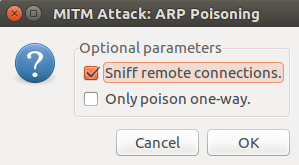 MITM Attack: ARP Poisoning
Optional parameters
Sniff remote connections.
Only poison one-way.
Cancel
OK